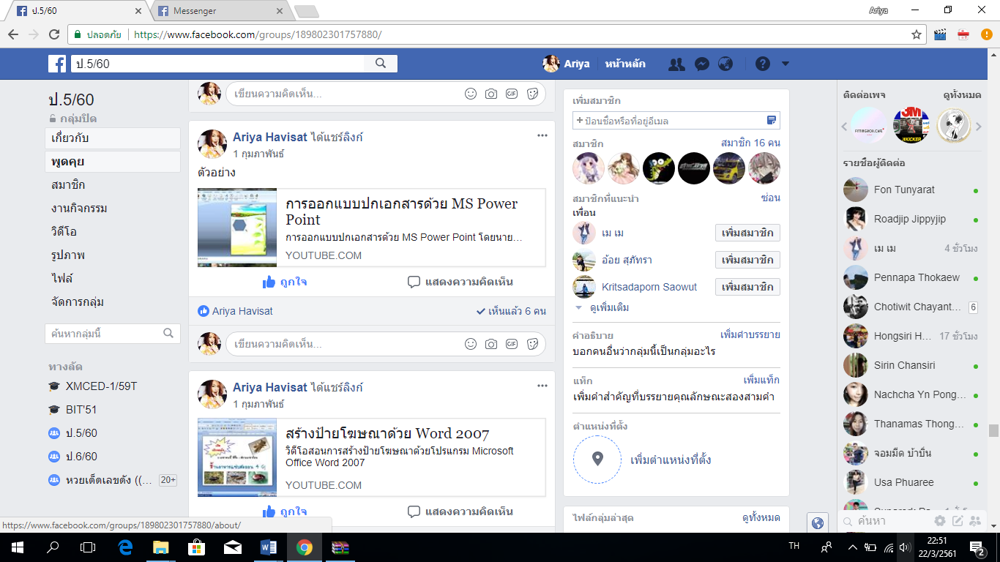 ป.5/60
Messenger
Ariya
ปลอดภัย
https://www.facebook.com/groups/189802301757880/
ป.5/60
Ariya
หน้าหลัก
ป.5/60
กลุ่มปิด
เกี่ยวกับ
พูดคุย
สมาชิก
งานกิจกรรม
วิดีโอ
รูปภาพ
ไฟล์
จัดการกลุ่ม
ค้นหากลุ่มนี้
ทางลัด
XMCED-1/59T
BIT'51
ป.5/60
ป.6/60
หวยเด็ดเลขดัง ((... 20+
เขียนความคิดเห็น...
Ariya Havisat ได้แชร์ลิงก์
1 กุมภาพันธ์
ตัวอย่าง
การออกแบบปกเอกสารด้วย MS Power
Point
การออกแบบปกเอกสารด้วย MS Power Point โดยนาย...
YOUTUBE.COM
ถูกใจ
แสดงความคิดเห็น
Ariya Havisat
เห็นแล้ว 6 คน
เขียนความคิดเห็น...
Ariya Havisat ได้แชร์ลิงก์
1 กุมภาพันธ์
สร้างป้ายโฆษณาด้วย Word 2007
วิดีโอสอนการสร้างป้ายโฆษณาด้วยโปรแกรม Microsoft
Office Word 2007
YOUTUBE.COM
ถูกใจ
แสดงความคิดเห็น
เพิ่มสมาชิก
+ ป้อนชื่อหรือที่อยู่อีเมล
สมาชิก
สมาชิก 16 คน
สมาชิกที่แนะนำ
ซ่อน
เพื่อน
เม เม
เพิ่มสมาชิก
อ้อย สุภัทรา
เพิ่มสมาชิก
Kritsadaporn Saowut
เพิ่มสมาชิก
ดูเพิ่มเติม
คำอธิบาย
เพิ่มคำบรรยาย
บอกคนอื่นว่ากลุ่มนี้เป็นกลุ่มอะไร
แท็ก
เพิ่มแท็ก
เพิ่มคำสำคัญที่บรรยายคุณลักษณะสองสามคำ
ตำแหน่งที่ตั้ง
เพิ่มตำแหน่งที่ตั้ง
ไฟล์กลุ่มล่าสุด
ดูทั้งหมด
ติดต่อเพจ
ดูทั้งหมด
3M
KICKER
รายชื่อผู้ติดต่อ
Fon Tunyarat
Roadjip Jippyjip
เม เม 4 ชั่วโมง
Pennapa Thokaew
Chotiwit Chayant... 6
Hongsiri H... 17 ชั่วโมง
Sirin Chansiri
Nachcha Yn Pong...
Thanamas Thong...
จอมมืด บ้าบิ่น
Usa Phuaree
ค้นหา
https://www.facebook.com/groups/189802301757880/about/
TH
22:51
22/3/2561
2